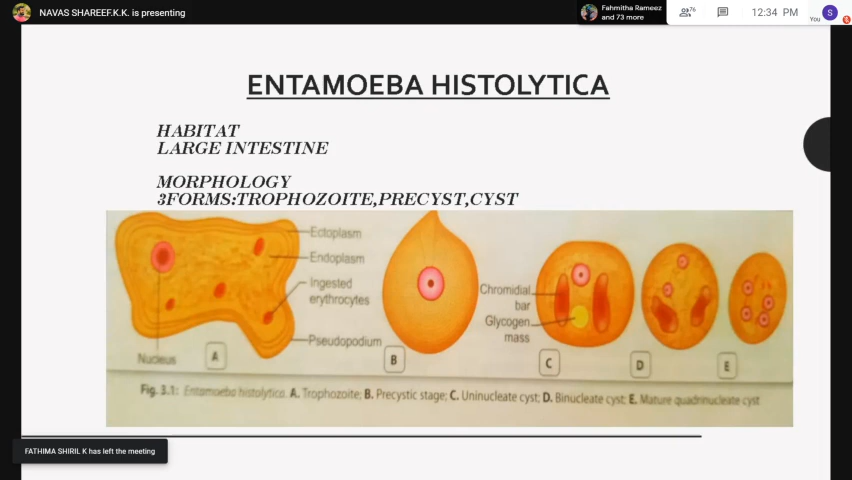 NAVAS SHAREEF.K.K. is presenting
Fahmitha Rameez
and 73 more
76
12:34 PM
You
S
ENTAMOEBA HISTOLYTICA
HABITAT
LARGE INTESTINE
MORPHOLOGY
3FORMS:TROPHOZOITE,PRECYST,CYST
Ectoplasm
Endoplasm
Ingested
erythrocytes
Pseudopodium
Nucleus
Chromidial
bar
Glycogen
mass
A
B
C
D
E
Fig. 3.1: Entamoeba histolytica. A. Trophozoite; B. Precystic stage; C. Uninucleate cyst; D. Binucleate cyst; E. Mature quadrinucleate cyst
FATHIMA SHIRIL K has left the meeting